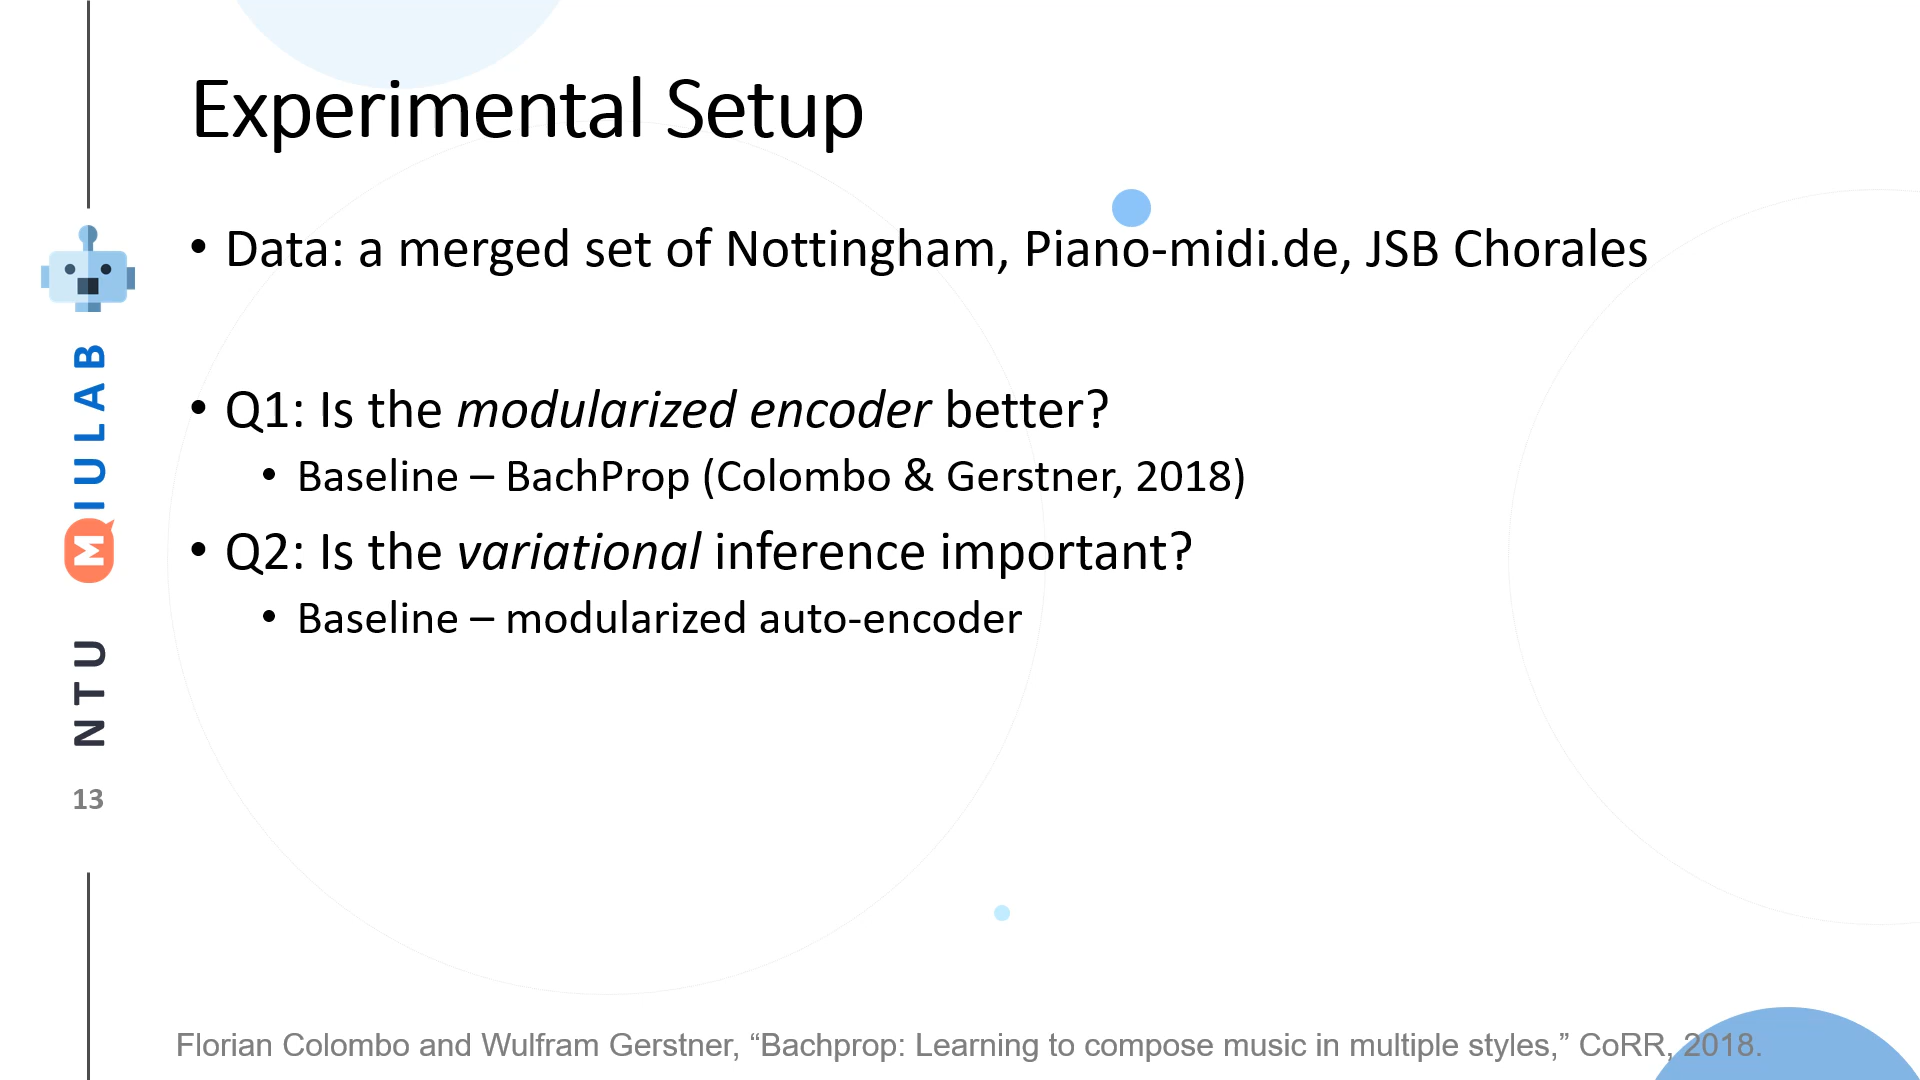 Experimental Setup
• Data: a merged set of Nottingham, Piano-midi.de, JSB Chorales
• Q1: Is the modularized encoder better?
• Baseline – BachProp (Colombo & Gerstner, 2018)
• Q2: Is the variational inference important?
• Baseline – modularized auto-encoder
NTU MIULAB
13
Florian Colombo and Wulfram Gerstner, “Bachprop: Learning to compose music in multiple styles,” CoRR, 2018.